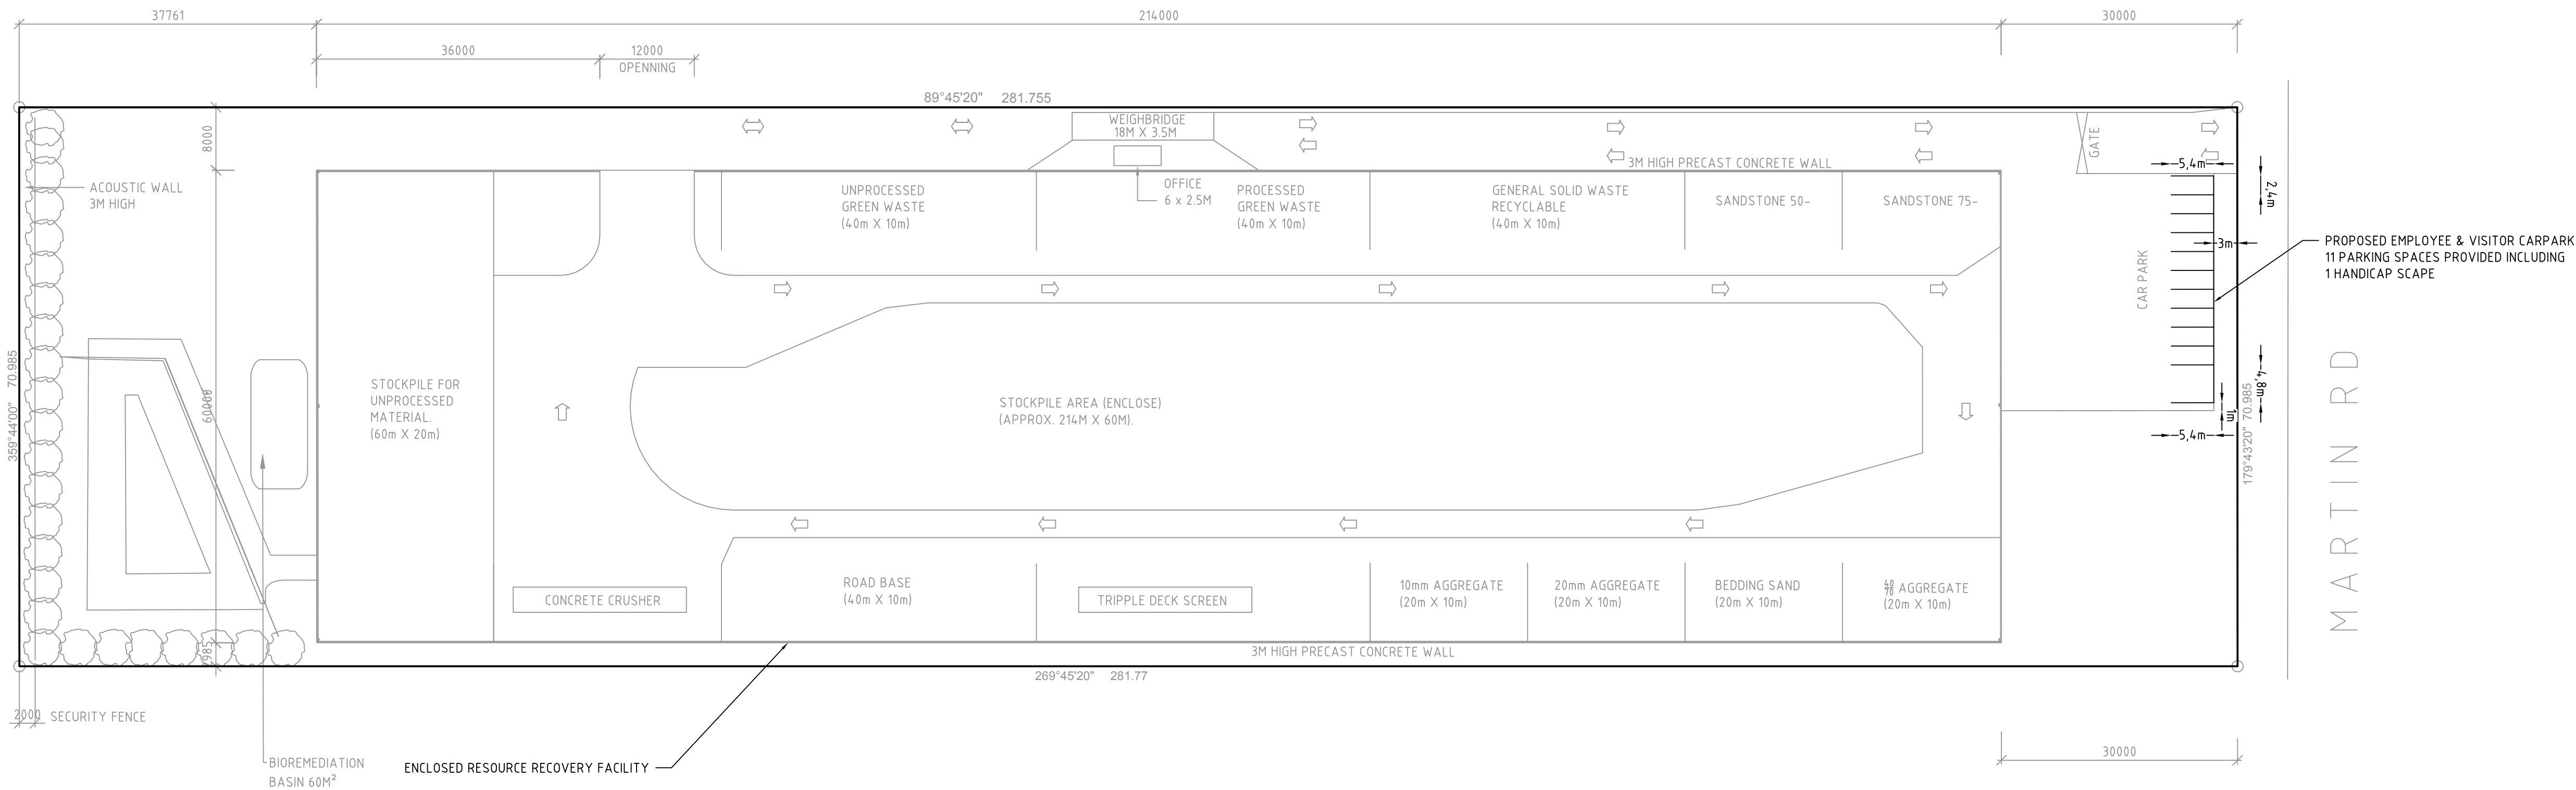 37761
214000
30000
36000
12000
OPENNING
89°45'20" 281.755
8000
WEIGHBRIDGE
18M X 3.5M
GATE
3M HIGH PRECAST CONCRETE WALL
5,4m
2,4m
ACOUSTIC WALL
3M HIGH
UNPROCESSED
GREEN WASTE
(40m X 10m)
OFFICE
6 x 2.5M
PROCESSED
GREEN WASTE
(40m X 10m)
GENERAL SOLID WASTE
RECYCLABLE
(40m X 10m)
SANDSTONE 50-
SANDSTONE 75-
3m
PROPOSED EMPLOYEE & VISITOR CARPARK
11 PARKING SPACES PROVIDED INCLUDING
1 HANDICAP SCAPE
CAR PARK
359°44'00" 70.985
60000
STOCKPILE FOR
UNPROCESSED
MATERIAL.
(60m X 20m)
STOCKPILE AREA (ENCLOSE)
(APPROX. 214M X 60M).
4,8m
1m
5,4m
179°43'20" 70.985
MARTIN RD
CONCRETE CRUSHER
ROAD BASE
(40m X 10m)
TRIPPLE DECK SCREEN
10mm AGGREGATE
(20m X 10m)
20mm AGGREGATE
(20m X 10m)
BEDDING SAND
(20m X 10m)
40/70 AGGREGATE
(20m X 10m)
3M HIGH PRECAST CONCRETE WALL
269°45'20" 281.77
2000
SECURITY FENCE
BIOREMEDIATION
BASIN 60M²
ENCLOSED RESOURCE RECOVERY FACILITY
30000